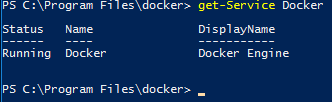 PS C:\Program Files\docker> get-Service Docker
Status   Name               DisplayName
------   ----               -----------
Running  Docker             Docker Engine
PS C:\Program Files\docker> _